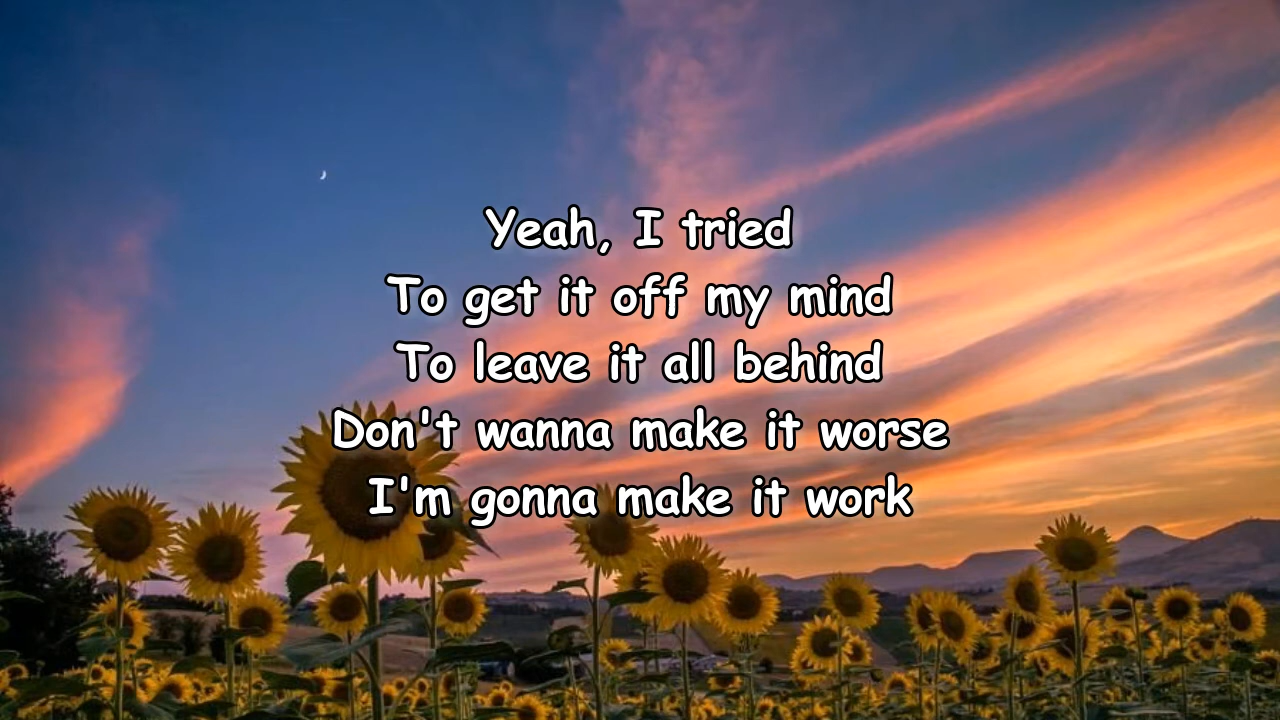 Yeah, I tried
To get it off my mind
To leave it all behind
Don't wanna make it worse
I'm gonna make it work